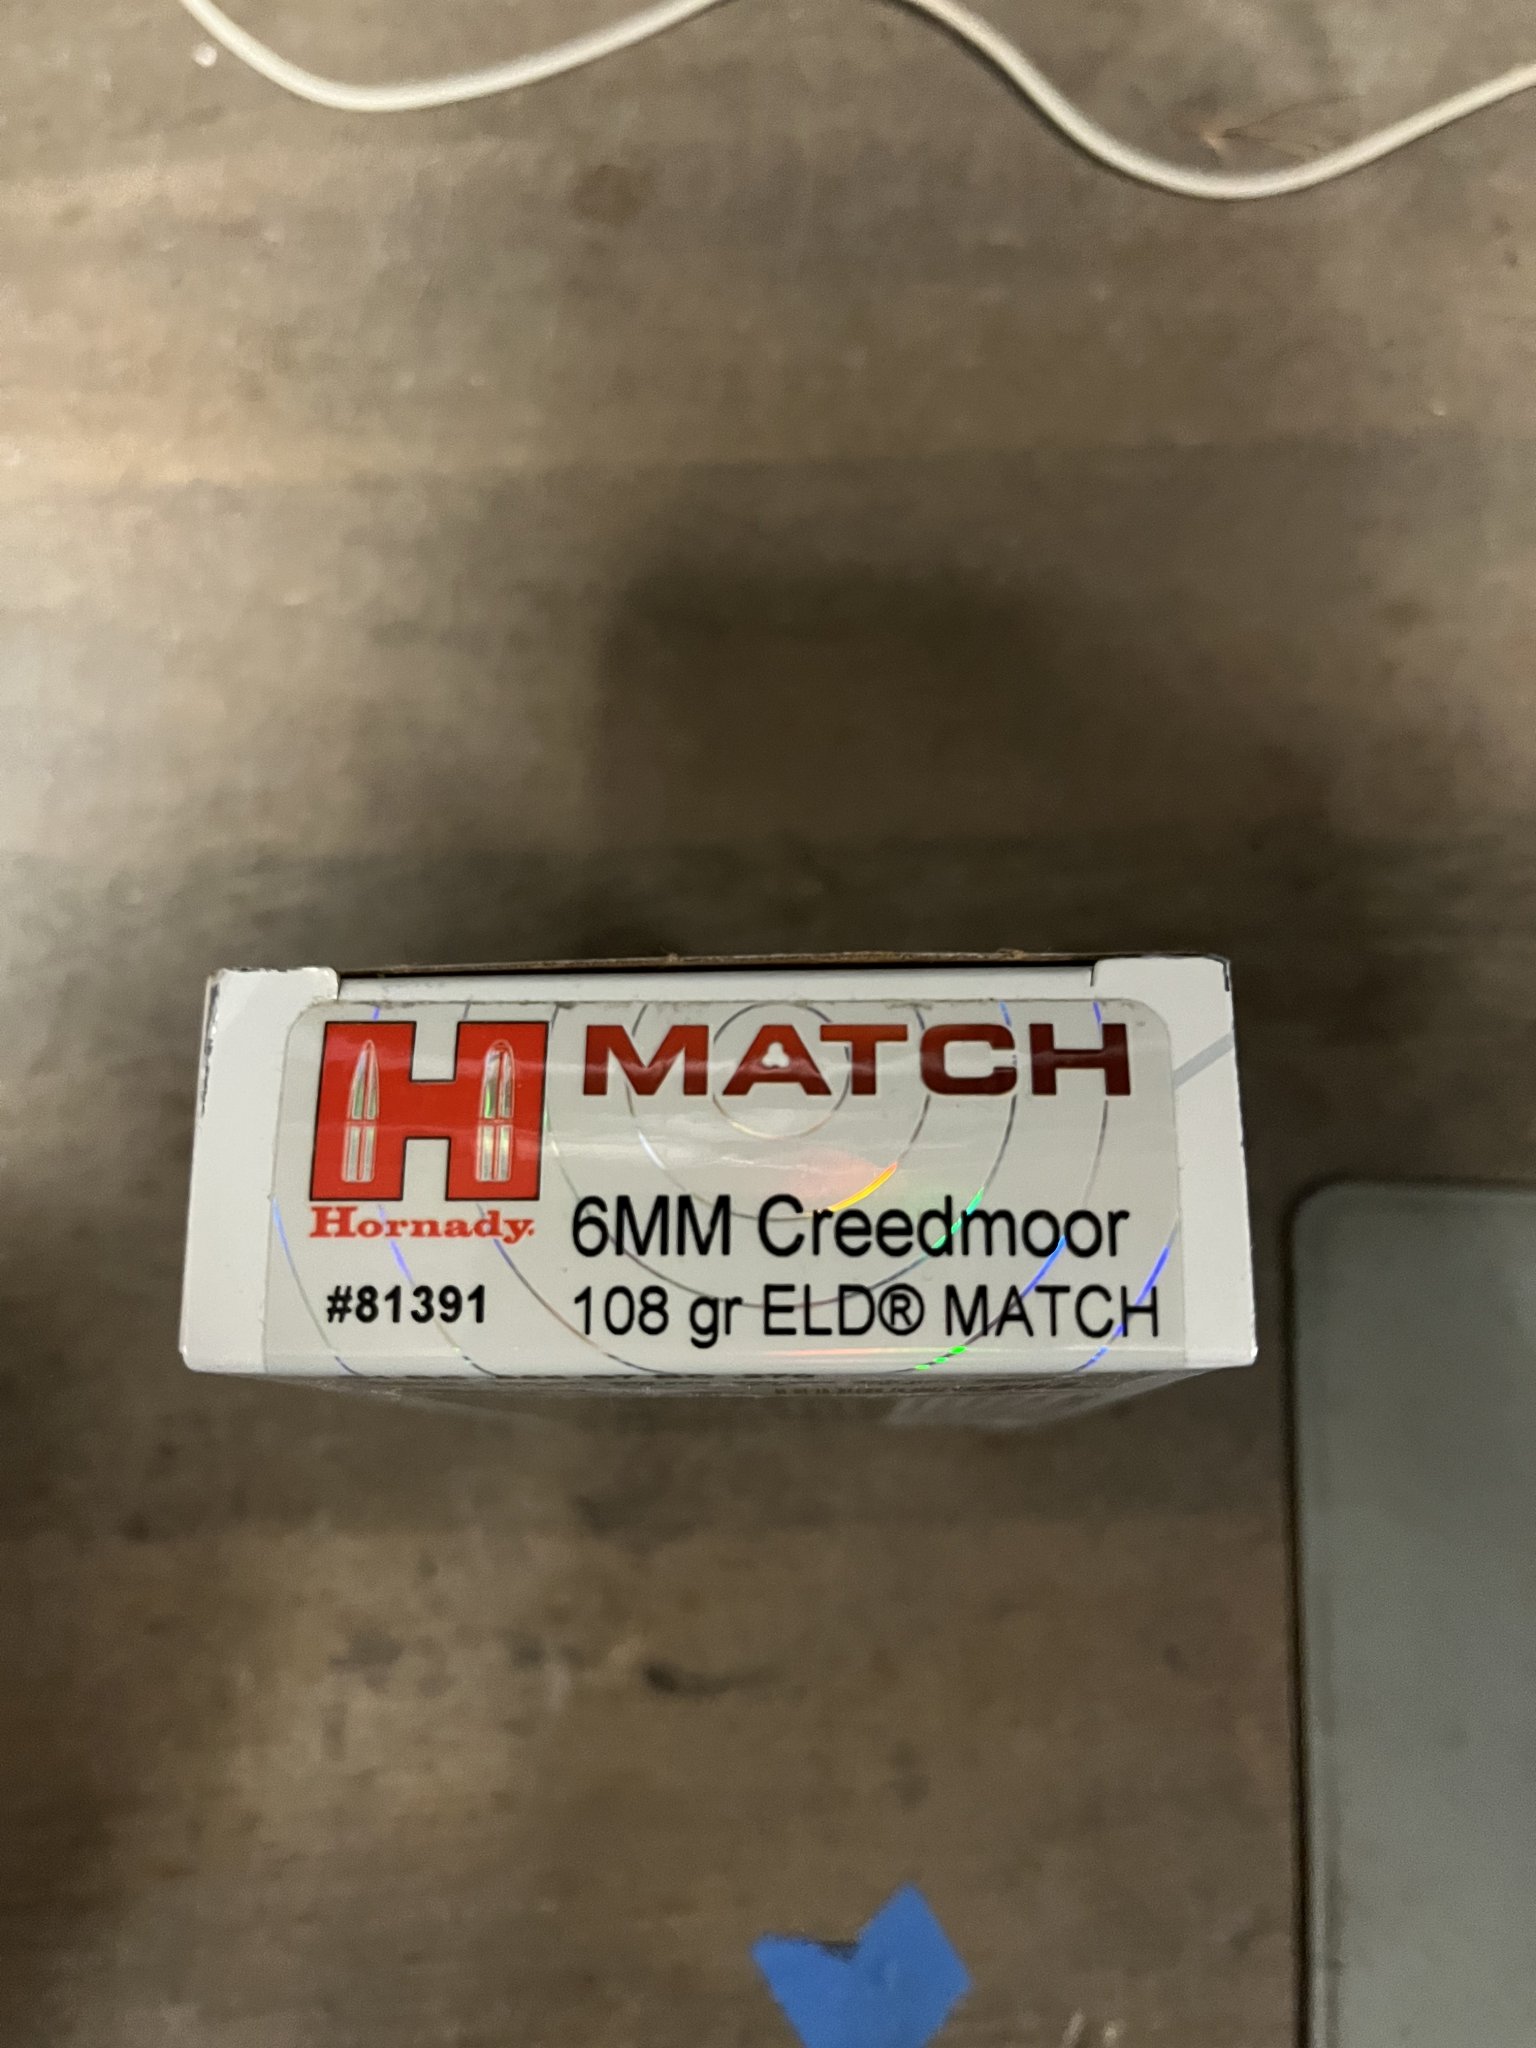 MATCH
Hornady.
6MM Creedmoor
#81391
108 gr ELD® MATCH